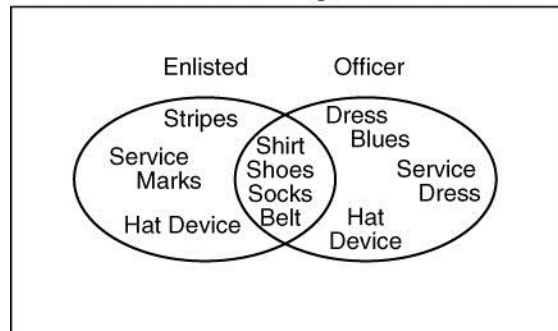 Enlisted
Officer
Stripes
Service
Marks
Hat Device
Shirt
Shoes
Socks
Belt
Dress
Blues
Service
Dress
Hat
Device